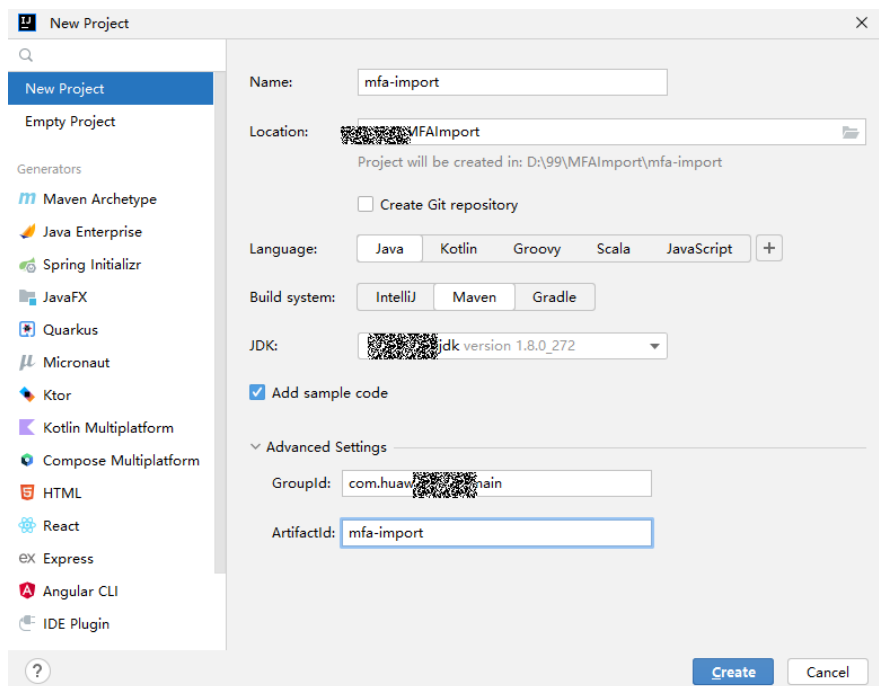 New Project
New Project
Empty Project
Generators
Maven Archetype
Java Enterprise
Spring Initializr
JavaFX
Quarkus
Micronaut
Ktor
Kotlin Multiplatform
Compose Multiplatform
HTML
React
Express
Angular CLI
IDE Plugin
?
Name: mfa-import
Location: MFAImport
Project will be created in: D:\99\MFAImport\mfa-import
Create Git repository
Language: Java Kotlin Groovy Scala JavaScript +
Build system: IntelliJ Maven Gradle
JDK: jdk version 1.8.0_272
Add sample code
Advanced Settings
GroupId: com.huaw main
ArtifactId: mfa-import
Create Cancel